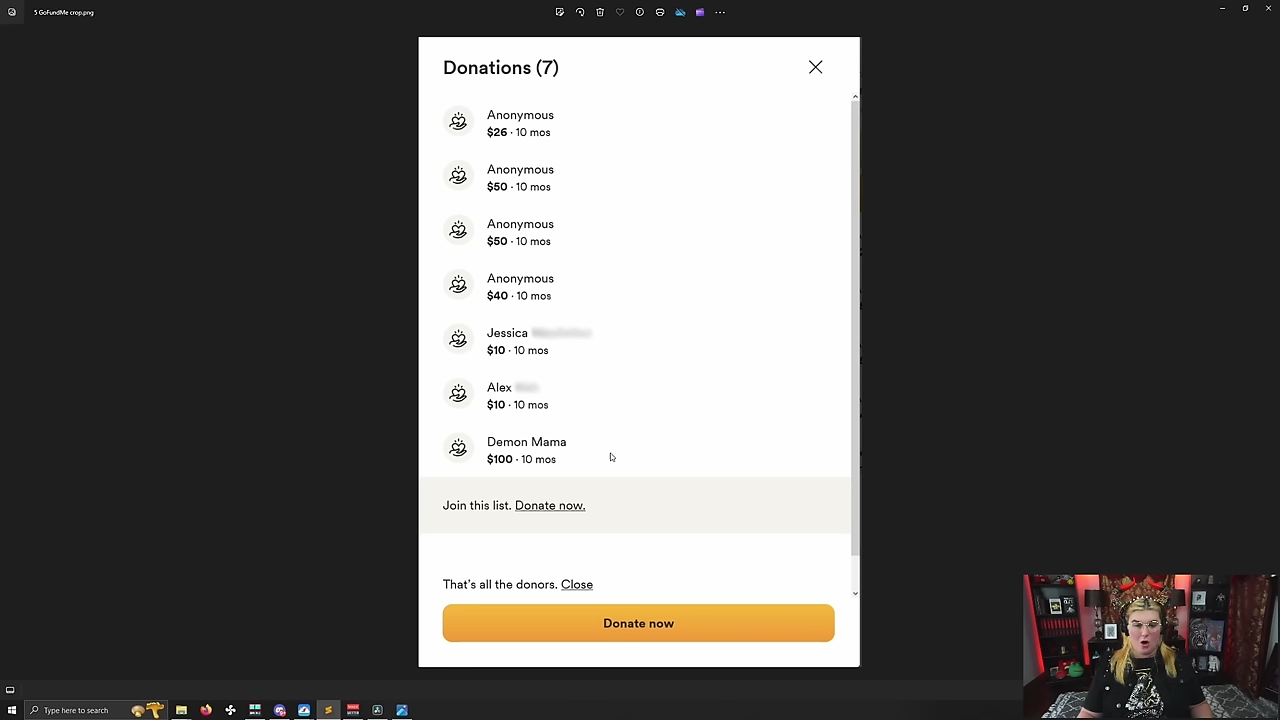 5 GoFundMe crop.png
Donations (7)
Anonymous
$26 · 10 mos
Anonymous
$50 · 10 mos
Anonymous
$50 · 10 mos
Anonymous
$40 · 10 mos
Jessica
$10 · 10 mos
Alex
$10 · 10 mos
Demon Mama
$100 · 10 mos
Join this list. Donate now.
That's all the donors. Close
Donate now
Type here to search